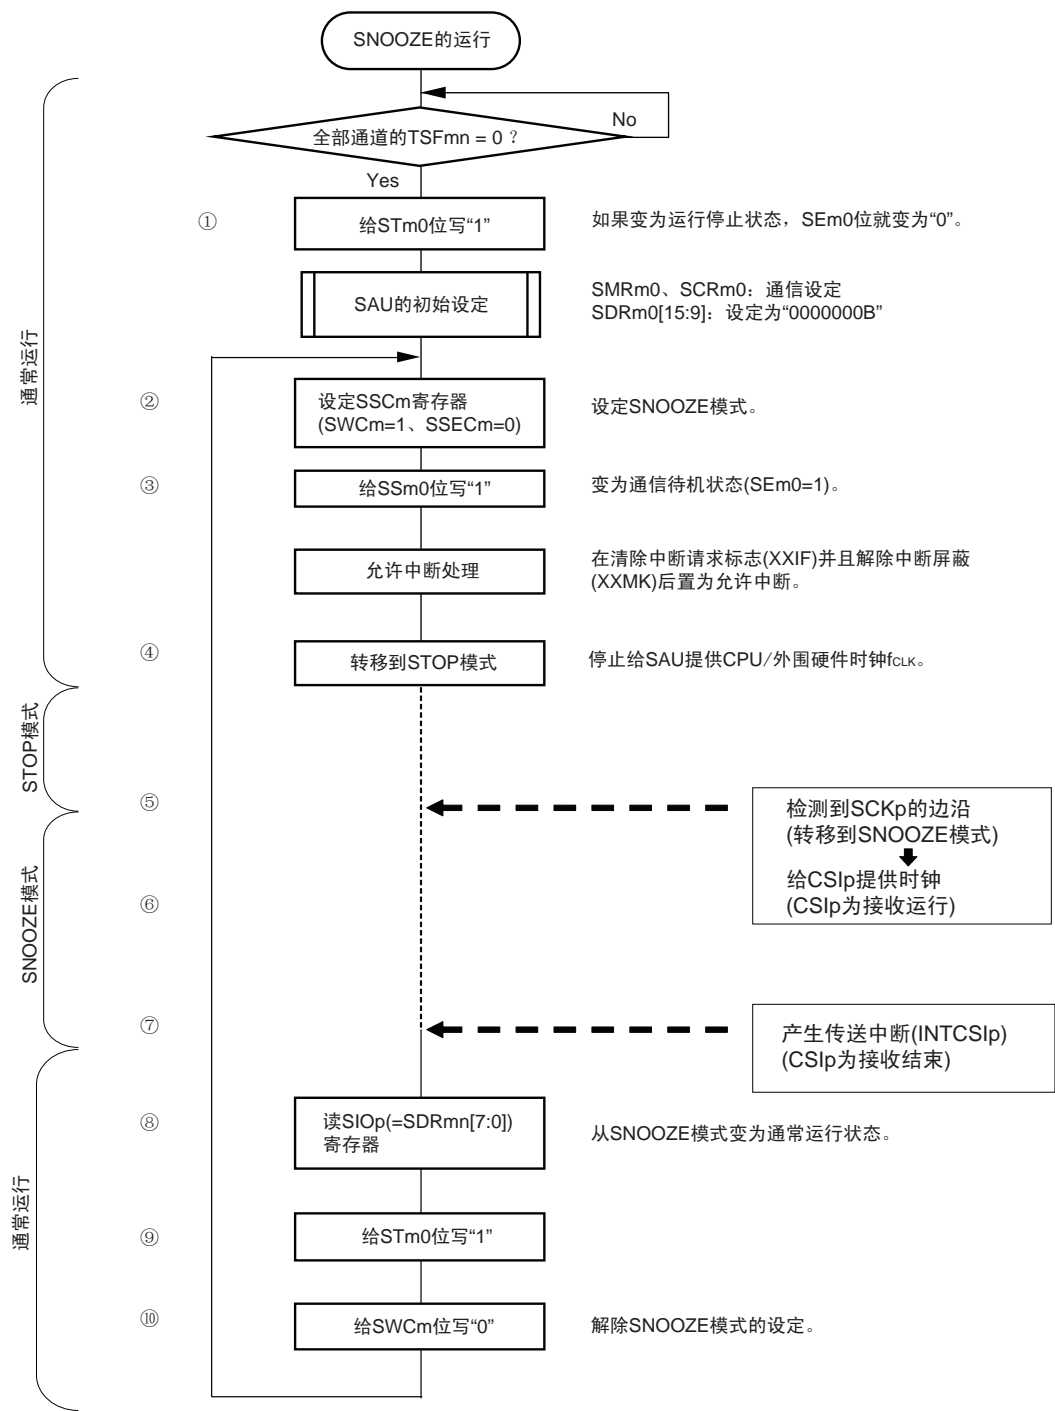 SNOOZE的运行
No
全部通道的TSFmn = 0 ?
Yes
①
给STm0位写“1”
如果变为运行停止状态，SEm0位就变为“0”。
SAU的初始设定
SMRm0、SCRm0：通信设定
SDRm0[15:9]：设定为“0000000B”
通常运行
②
设定SSCm寄存器
(SWCm=1、SSECm=0)
设定SNOOZE模式。
③
给SSm0位写“1”
变为通信待机状态(SEm0=1)。
允许中断处理
在清除中断请求标志(XXIF)并且解除中断屏蔽
(XXMK)后置为允许中断。
④
转移到STOP模式
停止给SAU提供CPU/外围硬件时钟fCLK。
STOP模式
⑤
检测到SCKp的边沿
(转移到SNOOZE模式)
给CSIp提供时钟
(CSIp为接收运行)
SNOOZE模式
⑥
⑦
产生传送中断(INTCSIp)
(CSIp为接收结束)
⑧
读SIOp(=SDRmn[7:0])
寄存器
从SNOOZE模式变为通常运行状态。
通常运行
⑨
给STm0位写“1”
⑩
给SWCm位写“0”
解除SNOOZE模式的设定。